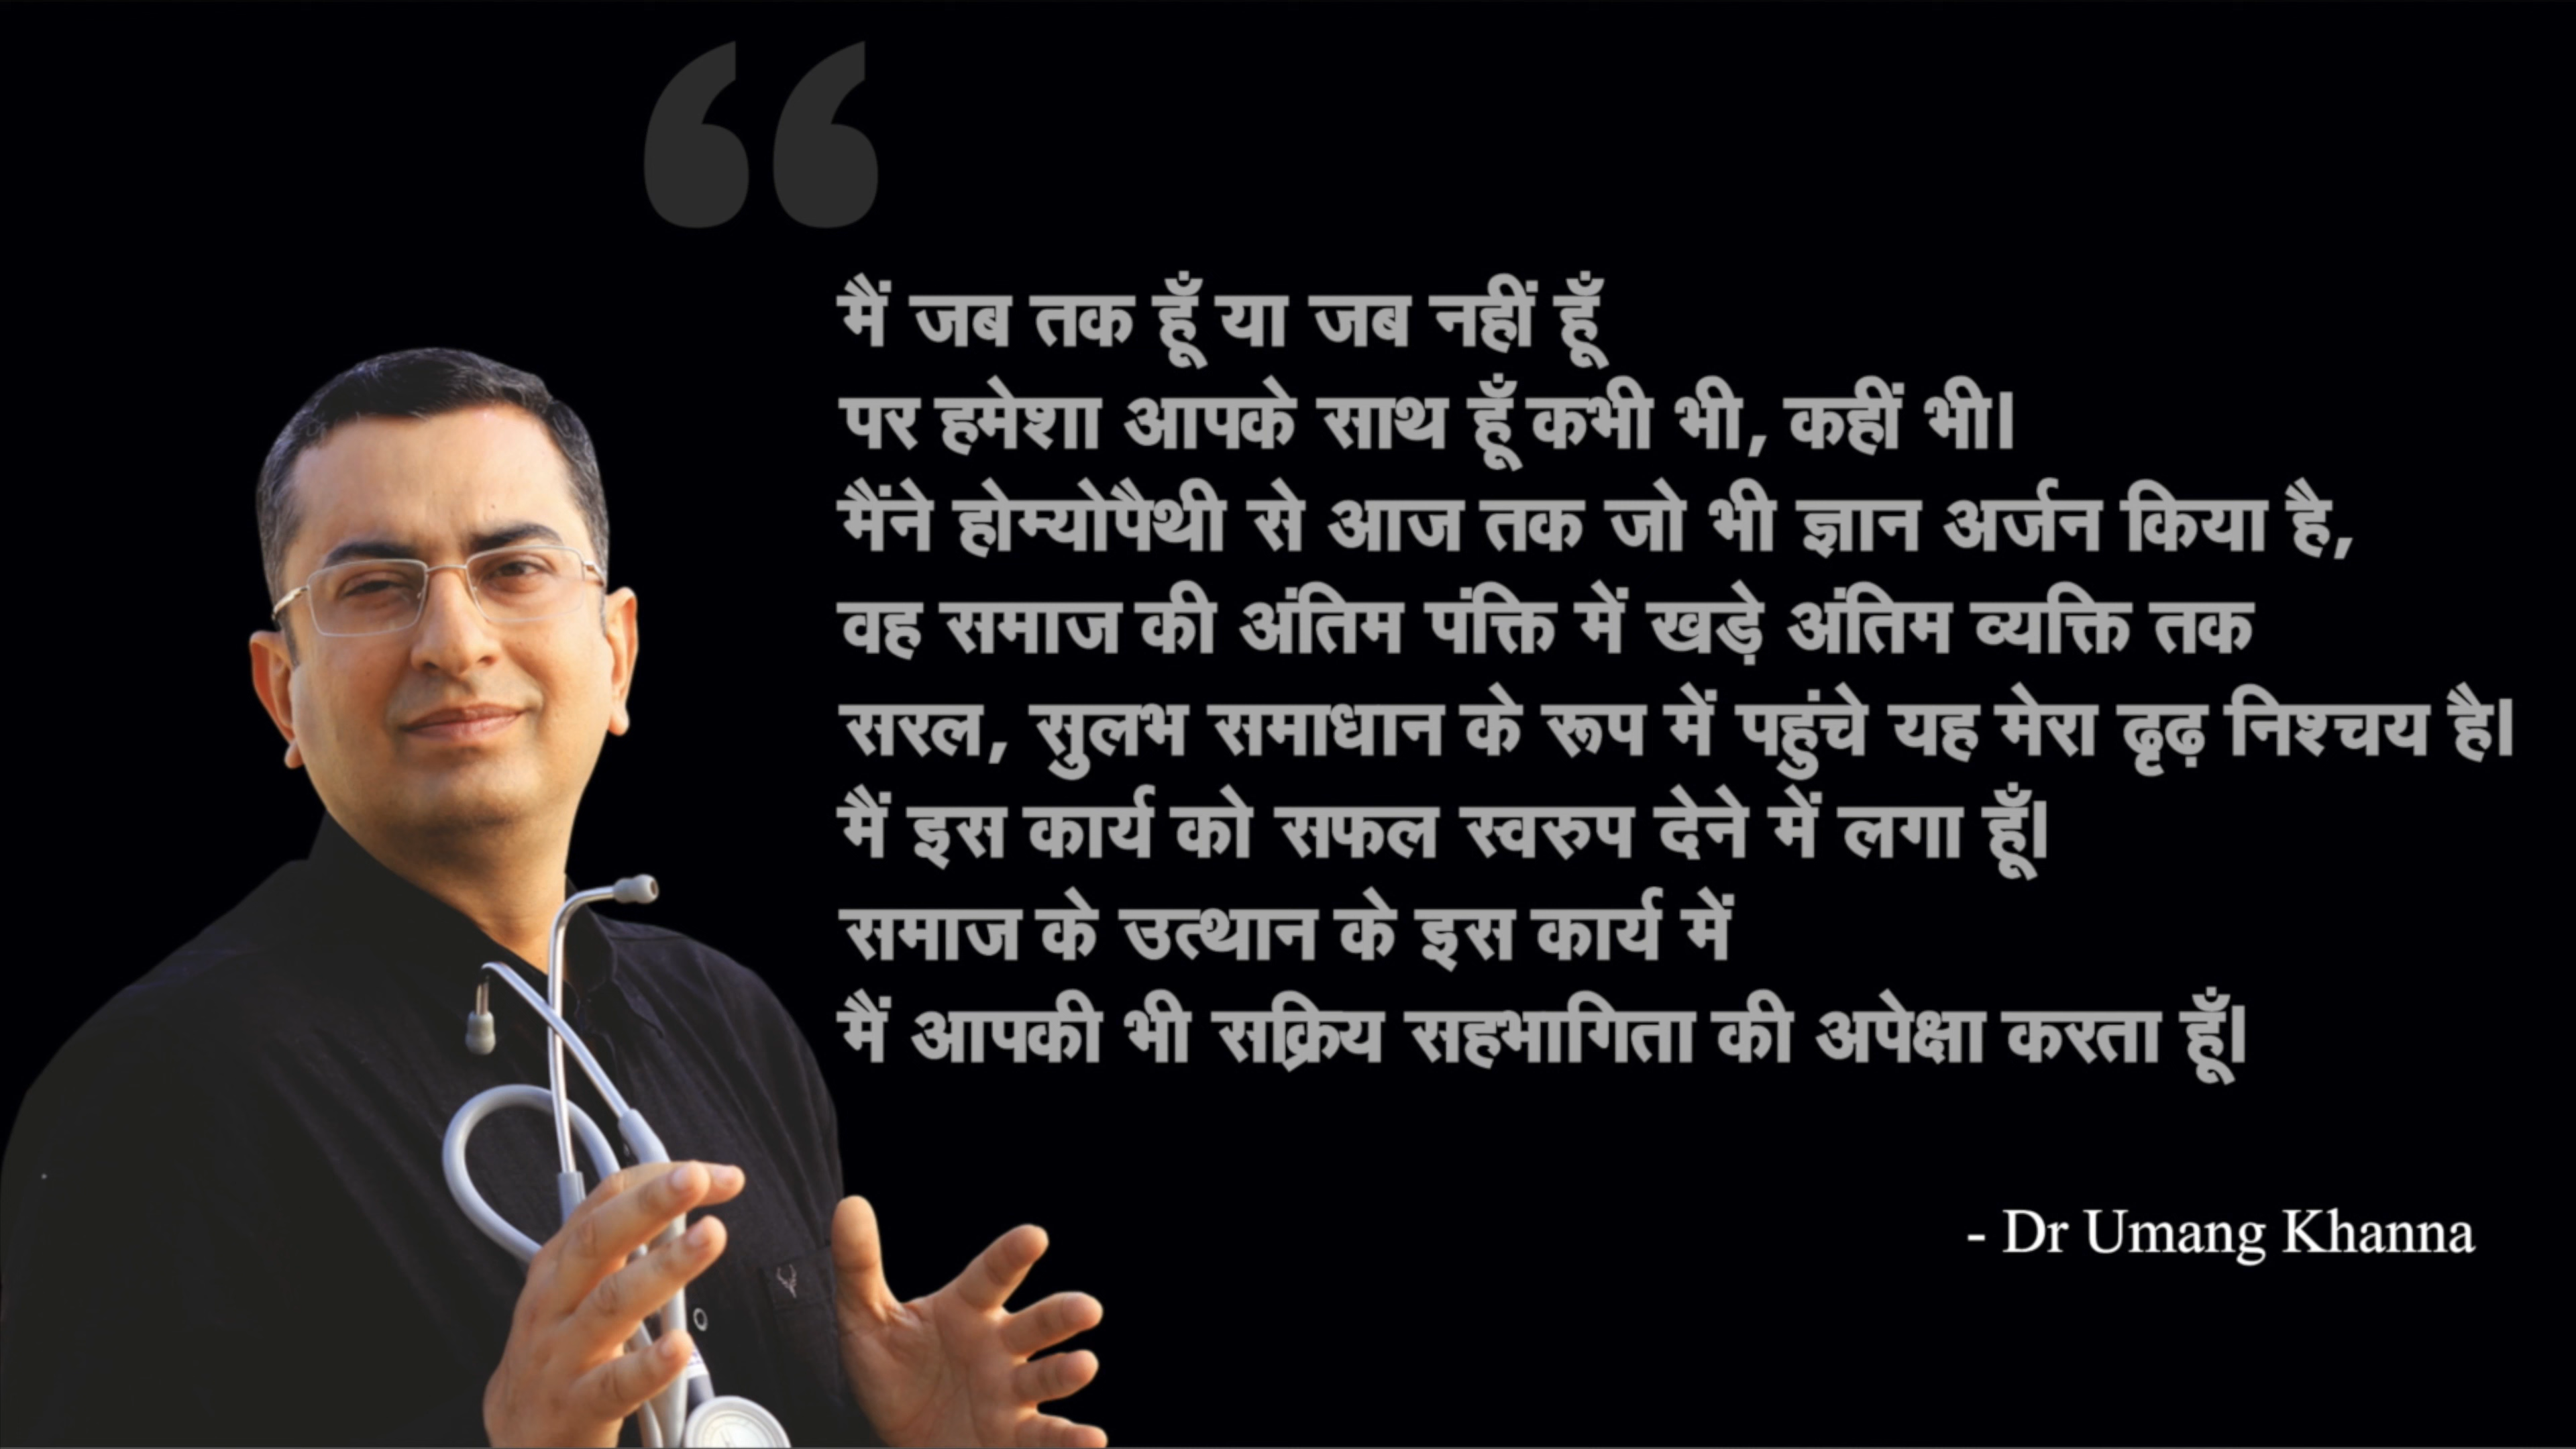 मैं जब तक हूँ या जब नहीं हूँ
पर हमेशा आपके साथ हूँ कभी भी, कहीं भी।
मैंने होम्योपैथी से आज तक जो भी ज्ञान अर्जन किया है,
वह समाज की अंतिम पंक्ति में खड़े अंतिम व्यक्ति तक
सरल, सुलभ समाधान के रूप में पहुंचे यह मेरा दृढ़ निश्चय है।
मैं इस कार्य को सफल स्वरुप देने में लगा हूँ।
समाज के उत्थान के इस कार्य में
मैं आपकी भी सक्रिय सहभागिता की अपेक्षा करता हूँ।
- Dr Umang Khanna